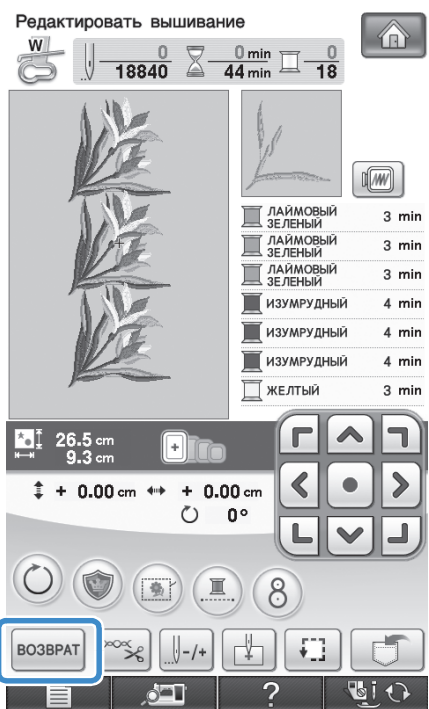 Редактировать вышивание
W
0 0 min 0
18840 44 min 18
ЛАЙМОВЫЙ ЗЕЛЕНЫЙ 3 min
ЛАЙМОВЫЙ ЗЕЛЕНЫЙ 3 min
ЛАЙМОВЫЙ ЗЕЛЕНЫЙ 3 min
ИЗУМРУДНЫЙ 4 min
ИЗУМРУДНЫЙ 4 min
ИЗУМРУДНЫЙ 4 min
ЖЕЛТЫЙ 3 min
26.5 cm
9.3 cm
+ 0.00 cm + 0.00 cm
0°
8
ВОЗВРАТ -/+
?